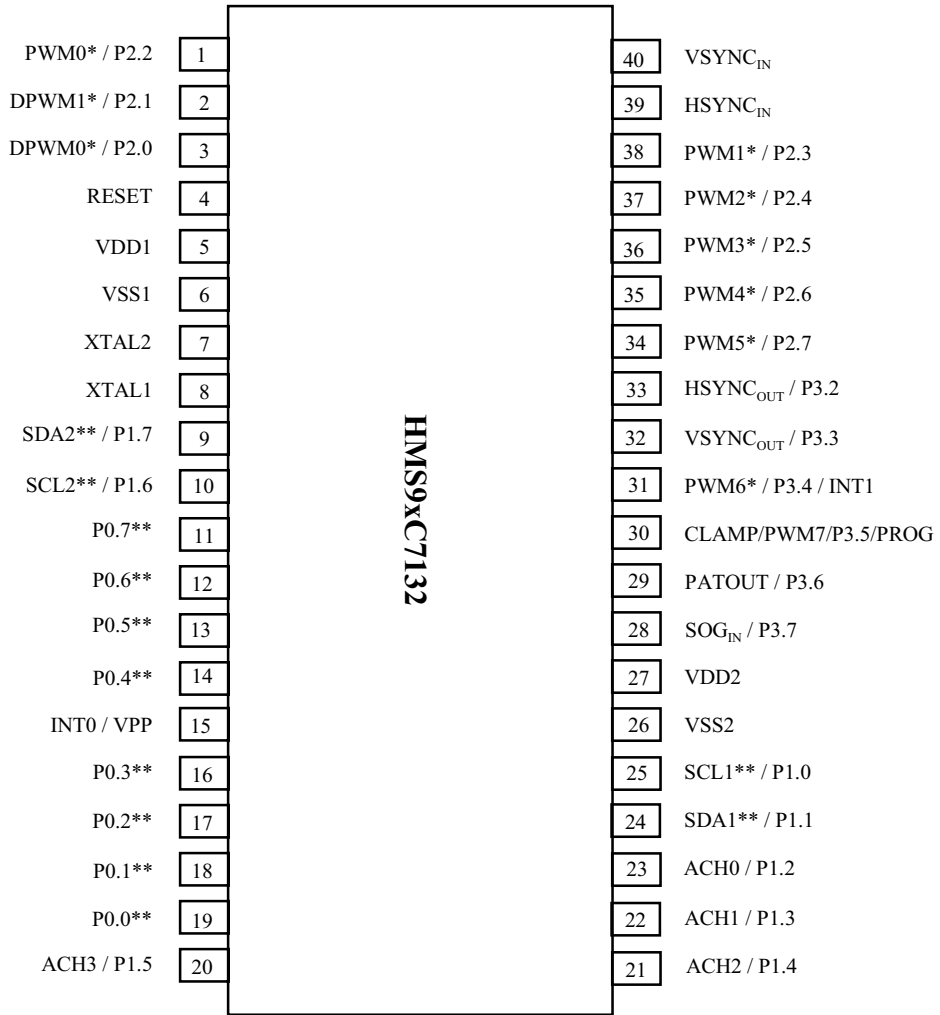 PWM0* / P2.2 1
DPWM1* / P2.1 2
DPWM0* / P2.0 3
RESET 4
VDD1 5
VSS1 6
XTAL2 7
XTAL1 8
SDA2** / P1.7 9
SCL2** / P1.6 10
P0.7** 11
P0.6** 12
P0.5** 13
P0.4** 14
INT0 / VPP 15
P0.3** 16
P0.2** 17
P0.1** 18
P0.0** 19
ACH3 / P1.5 20
HMS9xC7132
40 VSYNCIN
39 HSYNCIN
38 PWM1* / P2.3
37 PWM2* / P2.4
36 PWM3* / P2.5
35 PWM4* / P2.6
34 PWM5* / P2.7
33 HSYNCOUT / P3.2
32 VSYNCOUT / P3.3
31 PWM6* / P3.4 / INT1
30 CLAMP/PWM7/P3.5/PROG
29 PATOUT / P3.6
28 SOGIN / P3.7
27 VDD2
26 VSS2
25 SCL1** / P1.0
24 SDA1** / P1.1
23 ACH0 / P1.2
22 ACH1 / P1.3
21 ACH2 / P1.4